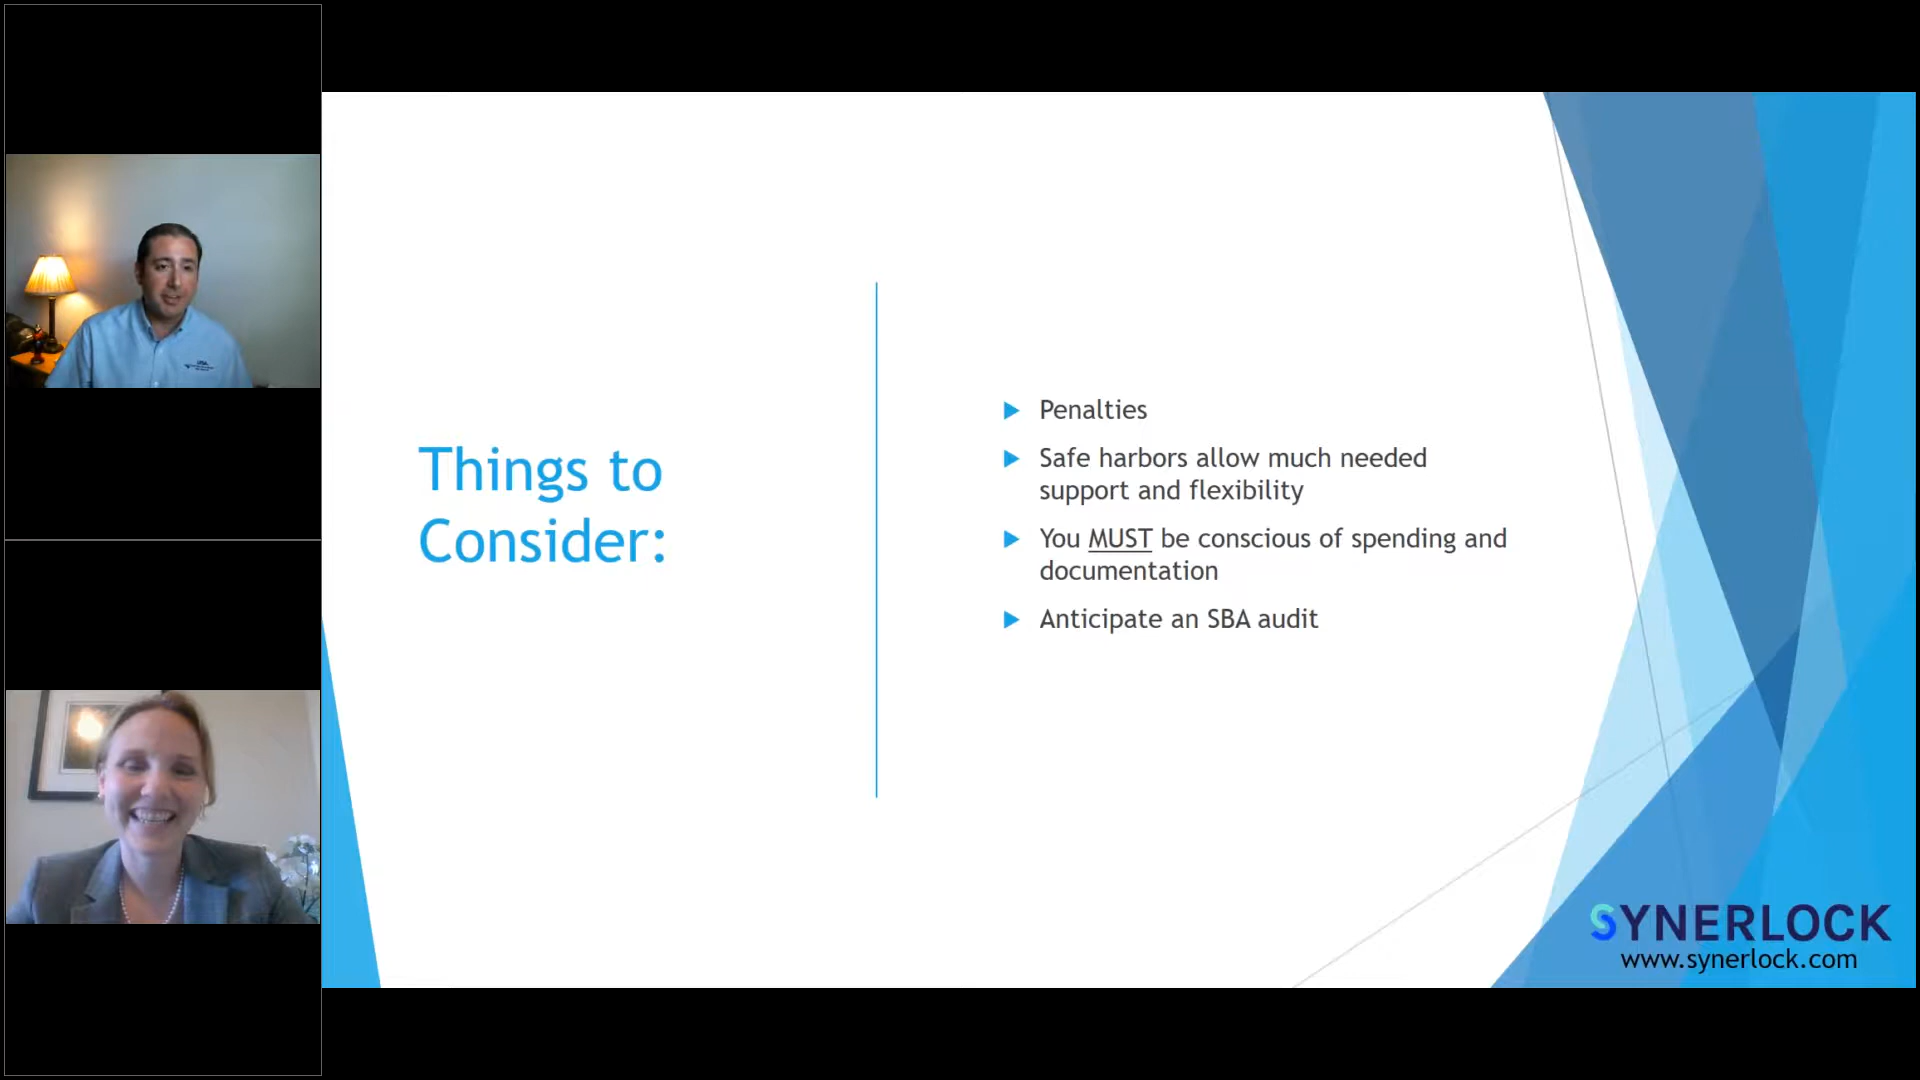 Things to
Consider:
Penalties
Safe harbors allow much needed
support and flexibility
You MUST be conscious of spending and
documentation
Anticipate an SBA audit
SYNERLOCK
www.synerlock.com